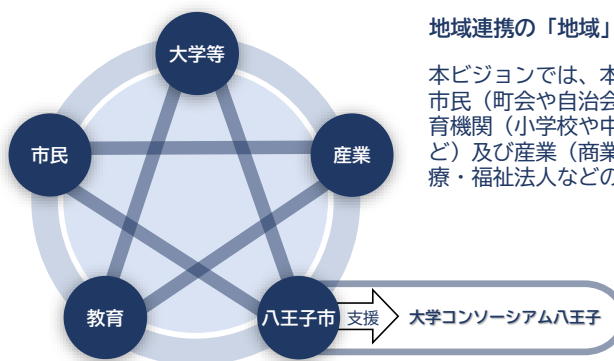 大学等
市民
産業
教育
八王子市
支援
大学コンソーシアム八王子
地域連携の「地域」
本ビジョンでは、本
市民（町会や自治会
育機関（小学校や中
ど）及び産業（商業
療・福祉法人などの